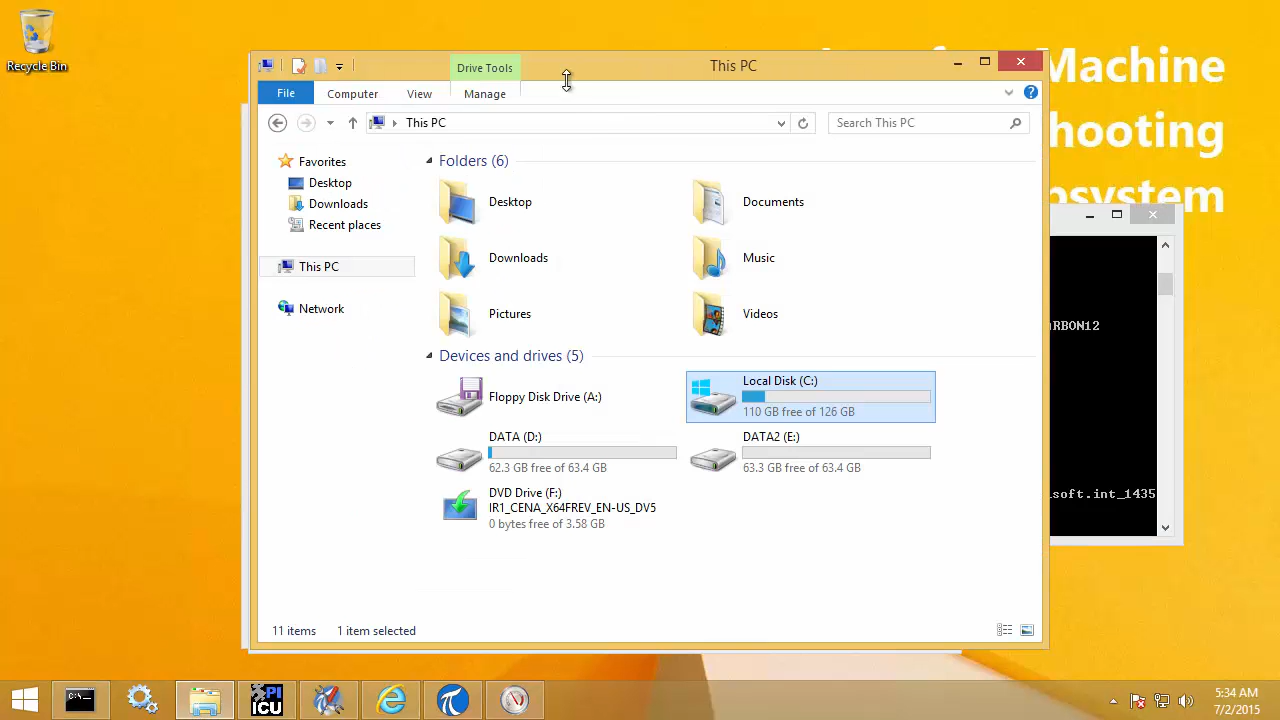 Recycle Bin
Machine
hooting
system
Drive Tools
This PC
File
Computer
View
Manage
This PC
Search This PC
Favorites
Desktop
Downloads
Recent places
This PC
Network
Folders (6)
Desktop
Documents
Downloads
Music
Pictures
Videos
Devices and drives (5)
Floppy Disk Drive (A:)
Local Disk (C:)
110 GB free of 126 GB
DATA (D:)
62.3 GB free of 63.4 GB
DATA2 (E:)
63.3 GB free of 63.4 GB
DVD Drive (F:)
IR1_CENA_X64FREV_EN-US_DV5
0 bytes free of 3.58 GB
RBON12
soft.int_1435
11 items
1 item selected
XPI
ICU
5:34 AM
7/2/2015